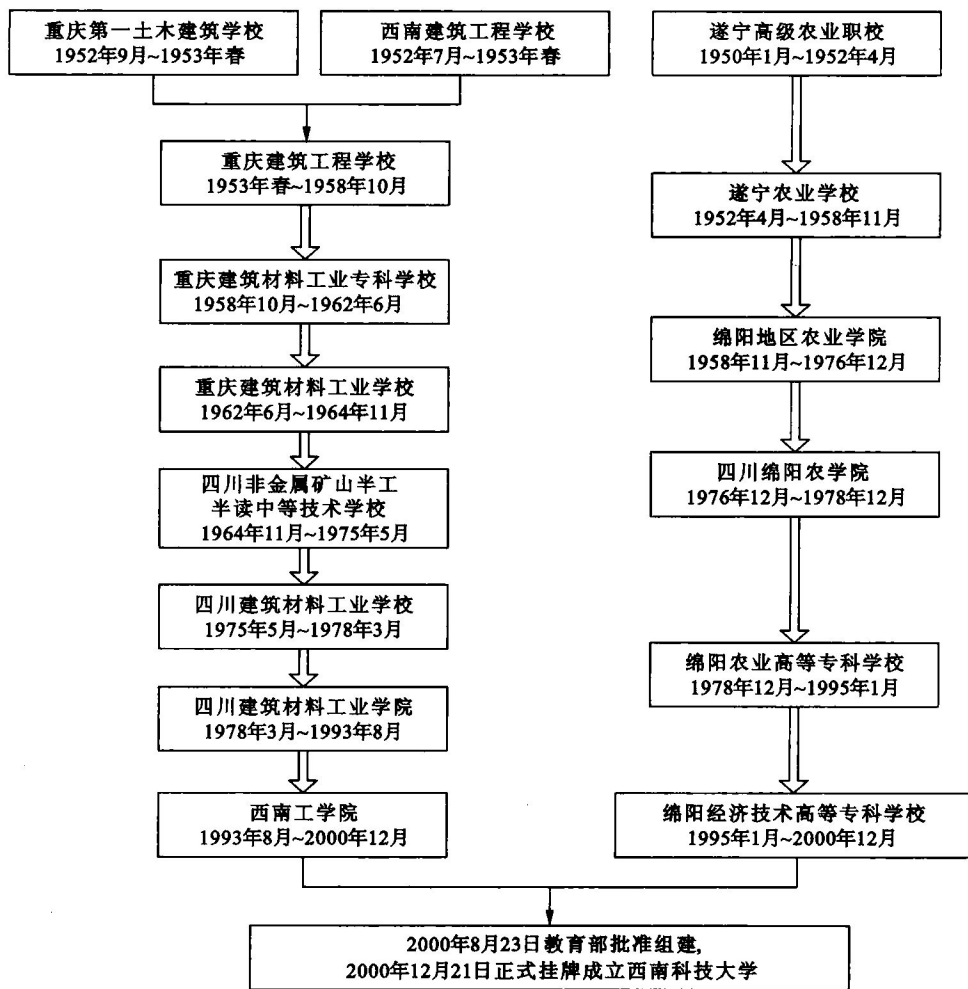 重庆第一土木建筑学校
1952年9月~1953年春
西南建筑工程学校
1952年7月~1953年春
遂宁高级农业职校
1950年1月~1952年4月
重庆建筑工程学校
1953年春~1958年10月
遂宁农业学校
1952年4月~1958年11月
重庆建筑材料工业专科学校
1958年10月~1962年6月
绵阳地区农业学院
1958年11月~1976年12月
重庆建筑材料工业学校
1962年6月~1964年11月
四川非金属矿山半工
半读中等技术学校
1964年11月~1975年5月
四川绵阳农学院
1976年12月~1978年12月
四川建筑材料工业学校
1975年5月~1978年3月
绵阳农业高等专科学校
1978年12月~1995年1月
四川建筑材料工业学院
1978年3月~1993年8月
西南工学院
1993年8月~2000年12月
绵阳经济技术高等专科学校
1995年1月~2000年12月
2000年8月23日教育部批准组建,
2000年12月21日正式挂牌成立西南科技大学